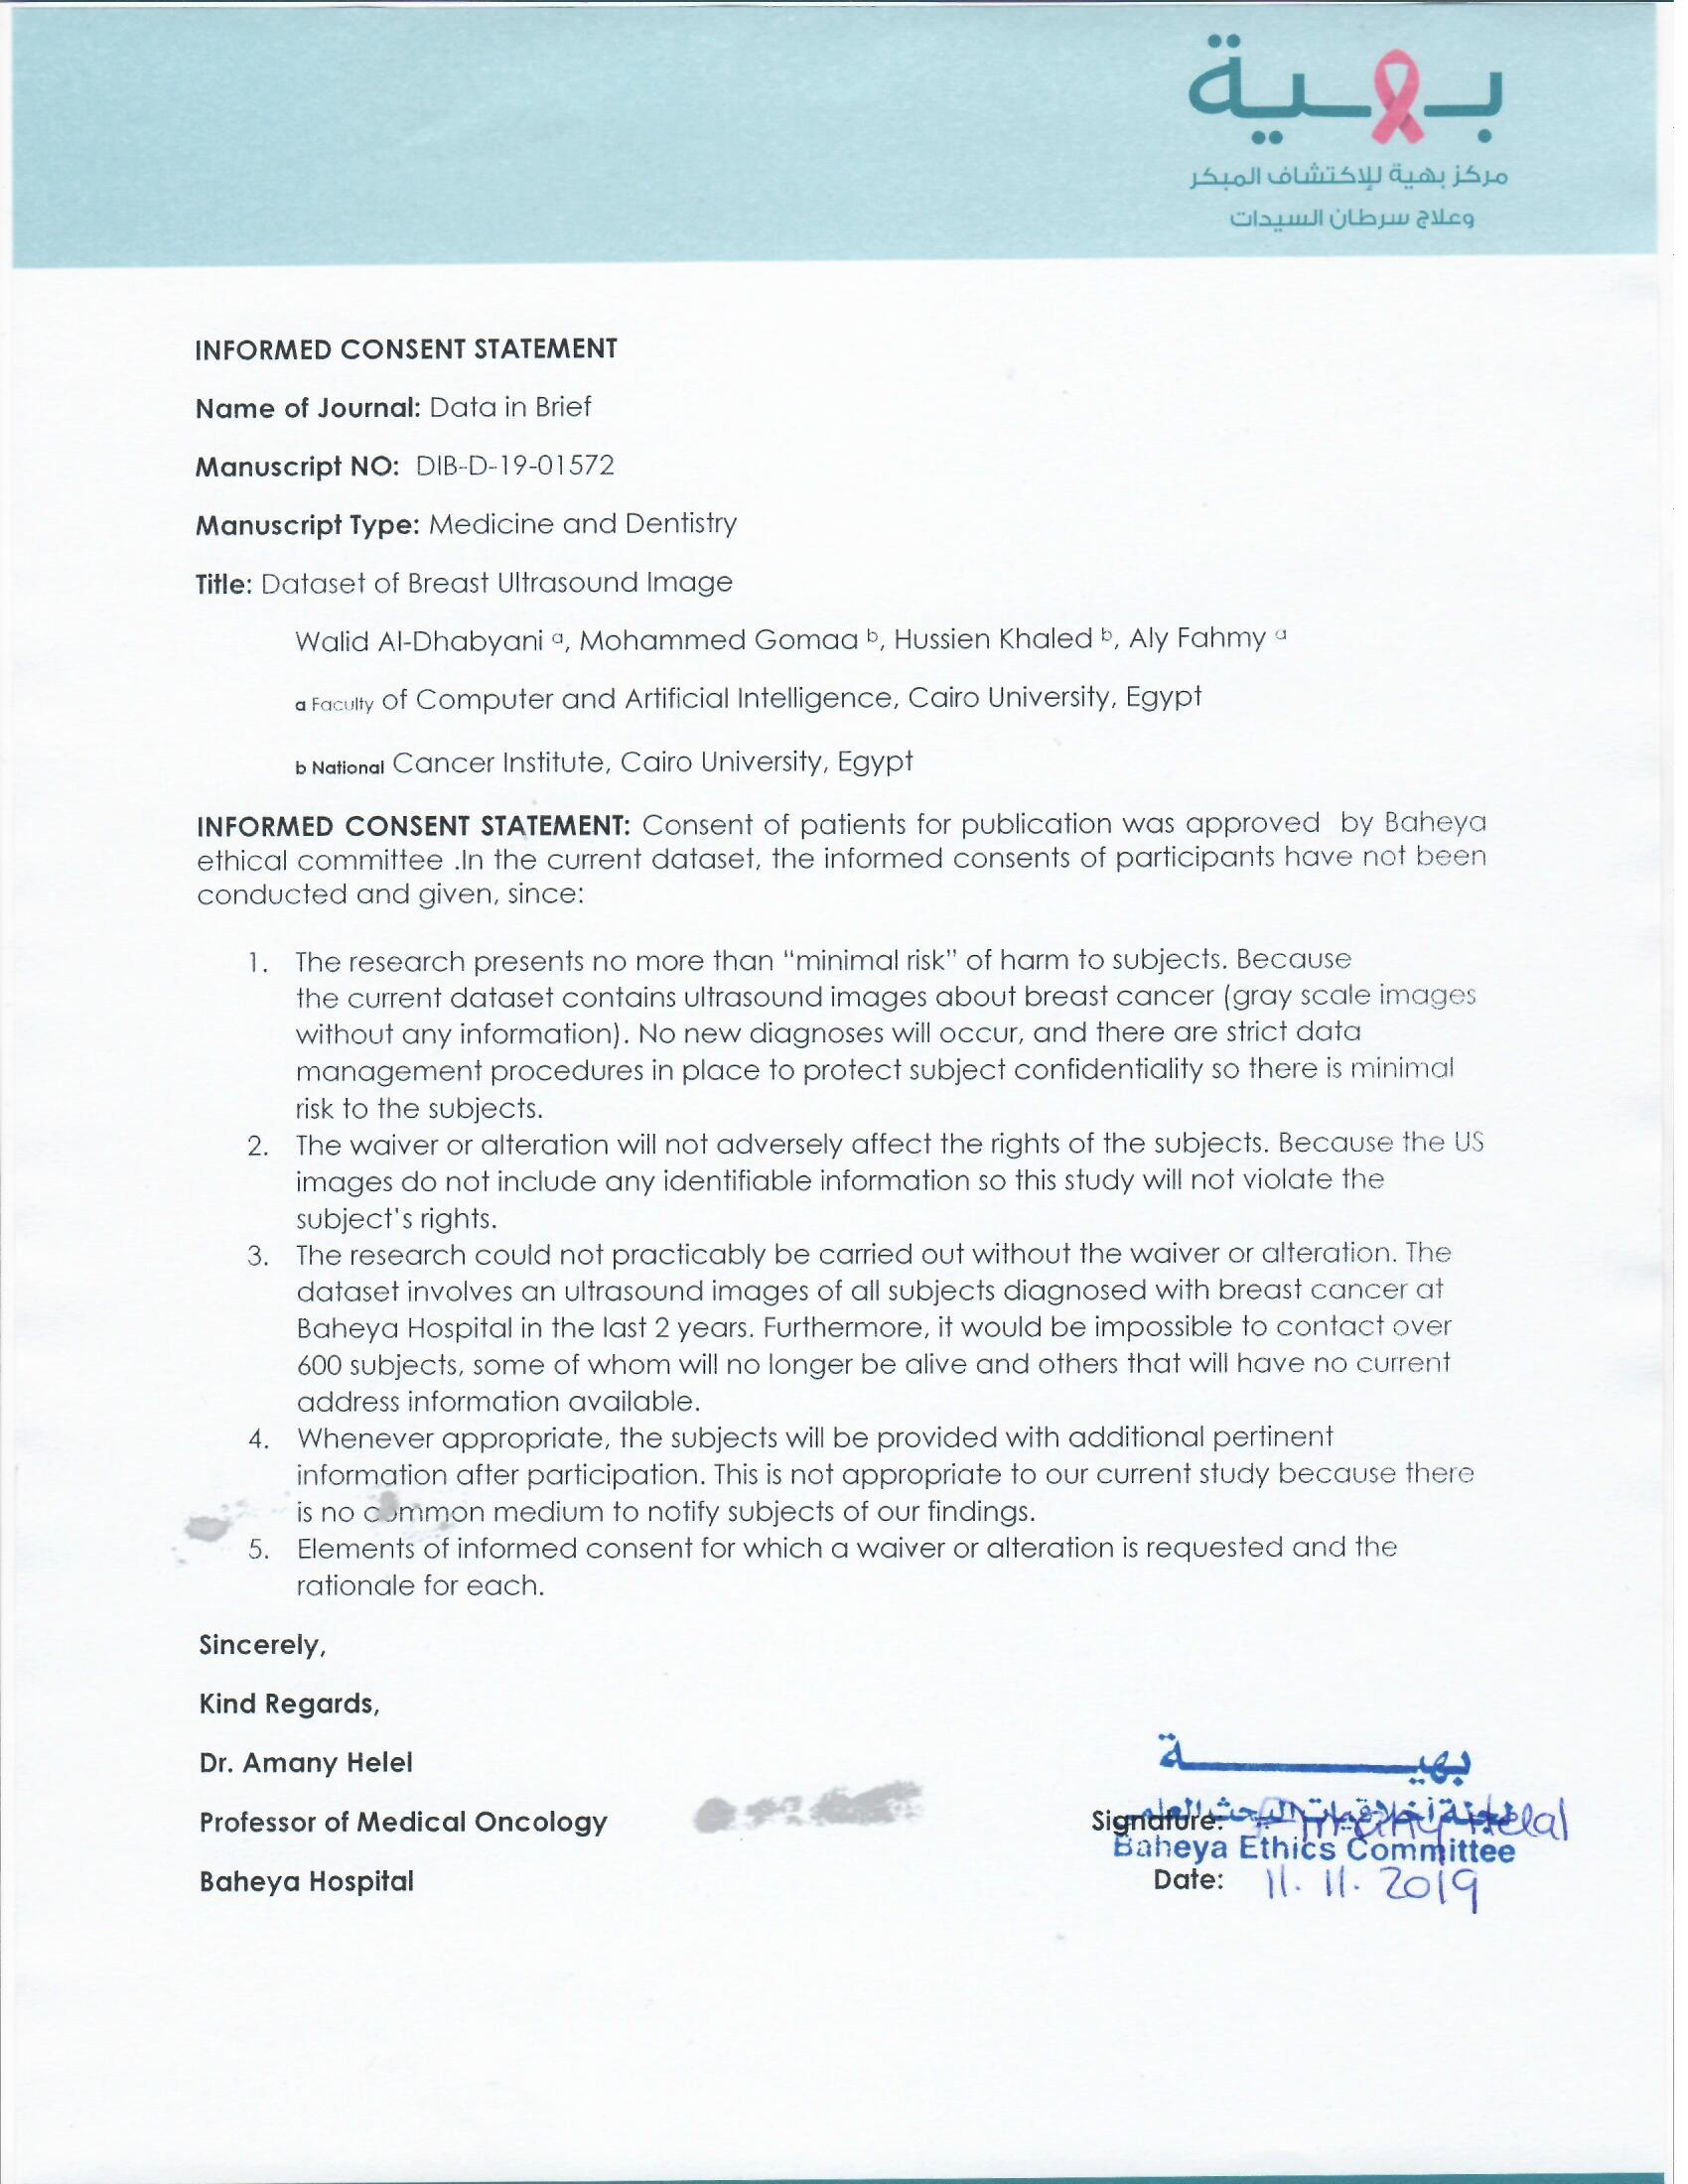 بهية
مركز بهية للإكتشاف المبكر
وعلاج سرطان السيدات
INFORMED CONSENT STATEMENT
Name of Journal: Data in Brief
Manuscript NO: DIB-D-19-01572
Manuscript Type: Medicine and Dentistry
Title: Dataset of Breast Ultrasound Image
Walid Al-Dhabyani a, Mohammed Gomaa b, Hussien Khaled b, Aly Fahmy a
a Faculty of Computer and Artificial Intelligence, Cairo University, Egypt
b National Cancer Institute, Cairo University, Egypt
INFORMED CONSENT STATEMENT: Consent of patients for publication was approved by Baheya
ethical committee .In the current dataset, the informed consents of participants have not been
conducted and given, since:
1. The research presents no more than “minimal risk” of harm to subjects. Because
the current dataset contains ultrasound images about breast cancer (gray scale images
without any information). No new diagnoses will occur, and there are strict data
management procedures in place to protect subject confidentiality so there is minimal
risk to the subjects.
2. The waiver or alteration will not adversely affect the rights of the subjects. Because the US
images do not include any identifiable information so this study will not violate the
subject's rights.
3. The research could not practicably be carried out without the waiver or alteration. The
dataset involves an ultrasound images of all subjects diagnosed with breast cancer at
Baheya Hospital in the last 2 years. Furthermore, it would be impossible to contact over
600 subjects, some of whom will no longer be alive and others that will have no current
address information available.
4. Whenever appropriate, the subjects will be provided with additional pertinent
information after participation. This is not appropriate to our current study because there
is no common medium to notify subjects of our findings.
5. Elements of informed consent for which a waiver or alteration is requested and the
rationale for each.
Sincerely,
Kind Regards,
Dr. Amany Helel
Professor of Medical Oncology
Baheya Hospital
بهيـــــــة
Signature: Amany Helal
لجنة أخلاقيات البحث العلمي
Baheya Ethics Committee
Date: 11. 11. 2019